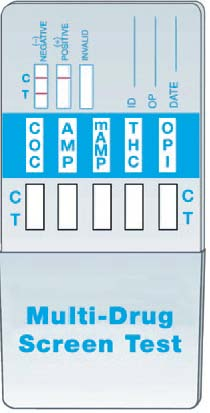 (−) NEGATIVE
(+) POSITIVE
INVALID
C
T
ID
OP
DATE
COC
AMP
mAMP
THC
OPI
C
T
C
T
Multi-Drug
Screen Test